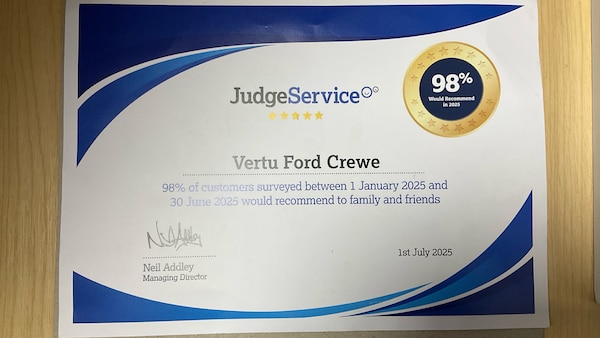 JudgeService
98%
Would Recommend
in 2025
Vertu Ford Crewe
98% of customers surveyed between 1 January 2025 and
30 June 2025 would recommend to family and friends
1st July 2025
Neil Addley
Managing Director